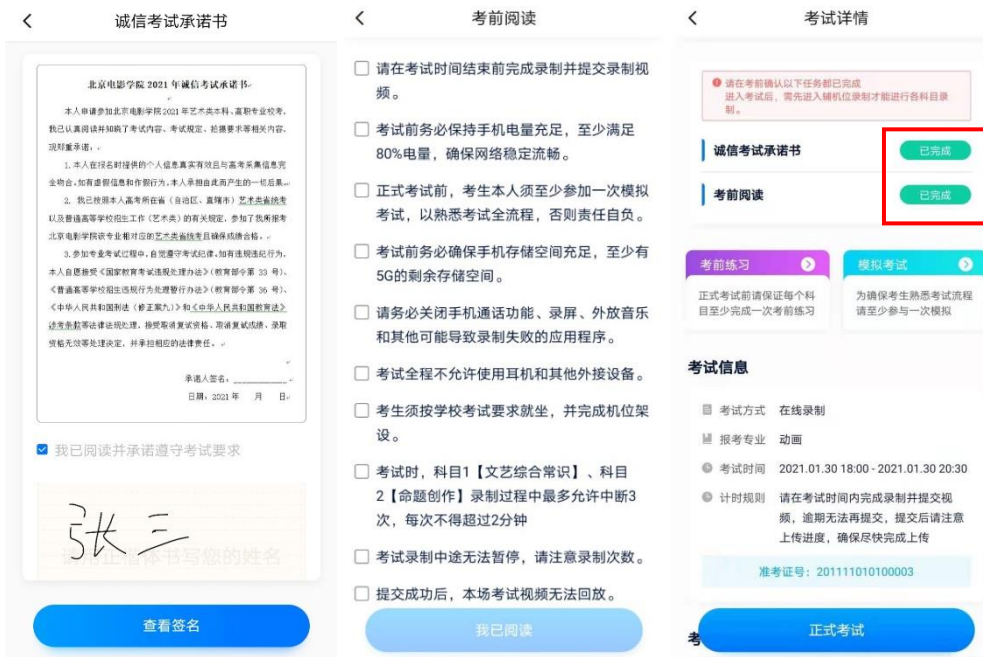 诚信考试承诺书
北京电影学院 2021 年诚信考试承诺书
本人申请参加北京电影学院 2021 年艺术类本科、高职专业校考,
我已认真阅读并知晓了考试内容、考试规定、拍摄要求等相关内容,
现郑重承诺:
1. 本人在报名时提供的个人信息真实有效且与高考采集信息完
全吻合,如有虚假信息和作假行为,本人承担由此而产生的一切后果。
2. 我已按照本人高考所在省(自治区、直辖市)艺术类省统考
以及普通高等学校招生工作(艺术类)的有关规定,参加了我所报考
北京电影学院该专业相对应的艺术类省统考且确保成绩合格。
3. 参加专业考试过程中,自觉遵守考试纪律,如有违规违纪行为,
本人自愿接受《国家教育考试违规处理办法》(教育部令第 33 号)、
《普通高等学校招生违规行为处理暂行办法》(教育部令第 36 号)、
《中华人民共和国刑法(修正案九)》和《中华人民共和国教育法》
涉考条款等法律法规处理,接受取消复试资格、取消复试成绩、录取
资格无效等处理决定,并承担相应的法律责任。
承诺人签名:
日期:2021 年 月 日
我已阅读并承诺遵守考试要求
张三
请用正楷体书写您的姓名
查看签名
考前阅读
请在考试时间结束前完成录制并提交录制视
频。
考试前务必保持手机电量充足,至少满足
80%电量,确保网络稳定流畅。
正式考试前,考生本人须至少参加一次模拟
考试,以熟悉考试全流程,否则责任自负。
考试前务必确保手机存储空间充足,至少有
5G的剩余存储空间。
请务必关闭手机通话功能、录屏、外放音乐
和其他可能导致录制失败的应用程序。
考试全程不允许使用耳机和其他外接设备。
考生须按学校考试要求就坐,并完成机位架
设。
考试时,科目1【文艺综合常识】、科目
2【命题创作】录制过程中最多允许中断3
次,每次不得超过2分钟
考试录制中途无法暂停,请注意录制次数。
提交成功后,本场考试视频无法回放。
我已阅读
考试详情
请在考前确认以下任务都已完成
进入考试后,需先进入辅机位录制才能进行各科目录
制。
诚信考试承诺书 已完成
考前阅读 已完成
考前练习 模拟考试
正式考试前请保证每个科 为确保考生熟悉考试流程
目至少完成一次考前练习 请至少参与一次模拟
考试信息
考试方式 在线录制
报考专业 动画
考试时间 2021.01.30 18:00 - 2021.01.30 20:30
计时规则 请在考试时间内完成录制并提交视
频,逾期无法再提交,提交后请注意
上传进度,确保尽快完成上传
准考证号:201111010100003
考
正式考试